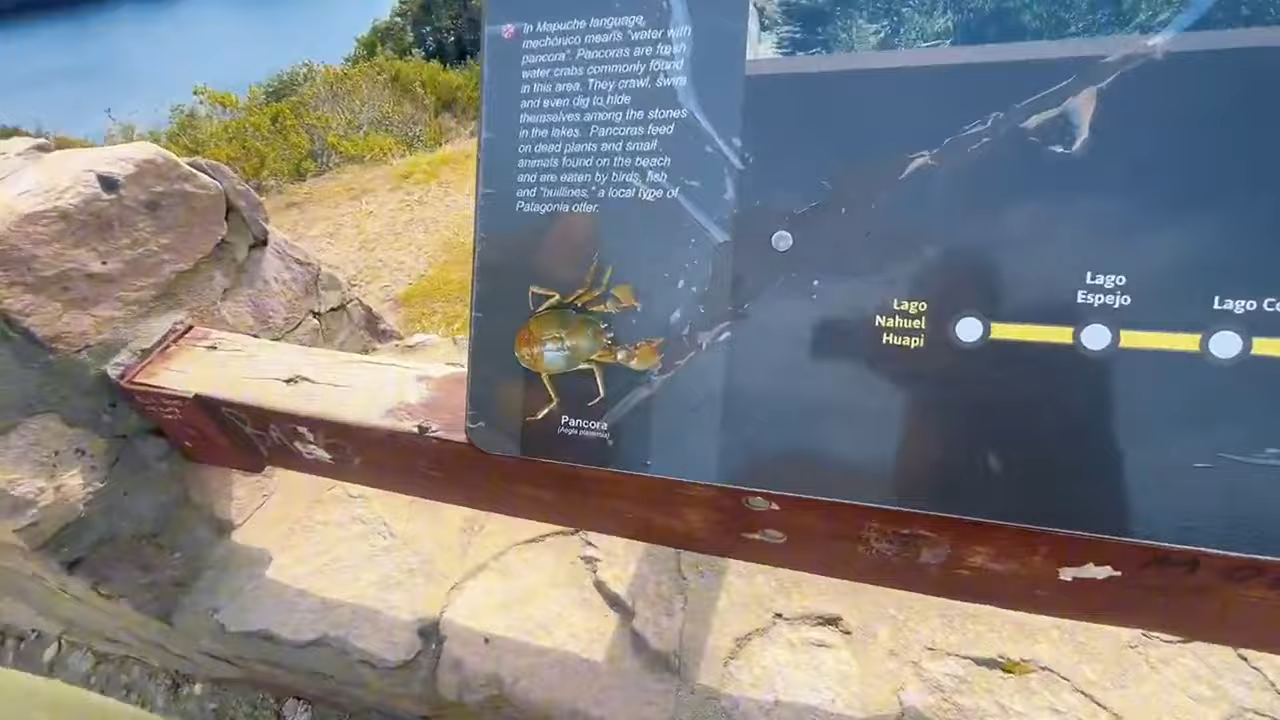 In Mapuche language,
mechónico means "water with
pancora". Pancoras are fresh
water crabs commonly found
in this area. They crawl, swim
and even dig to hide
themselves among the stones
in the lakes. Pancoras feed
on dead plants and small
animals found on the beach
and are eaten by birds, fish
and "huillines," a local type of
Patagonia otter.
Pancora
Lago
Nahuel
Huapi
Lago
Espejo
Lago